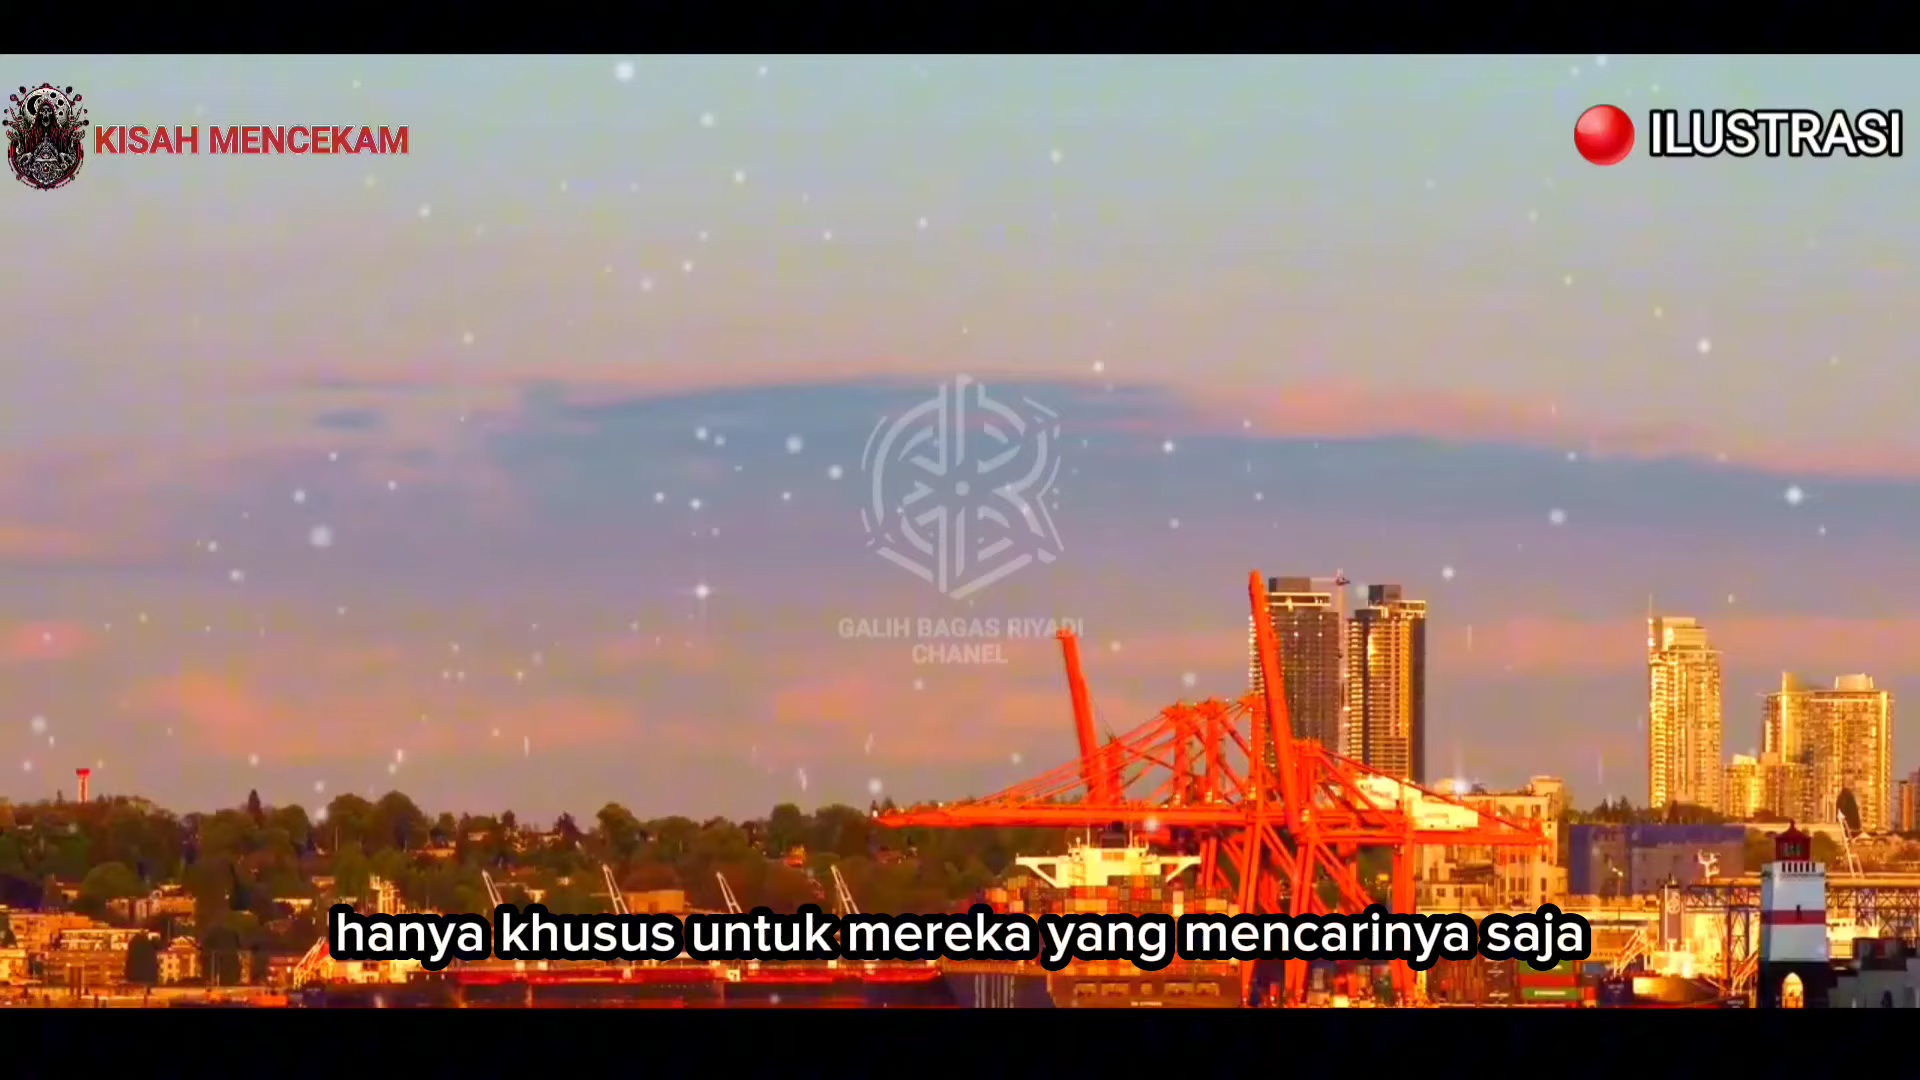 KISAH MENCEKAM
ILUSTRASI
GALIH BAGAS RIYADI
CHANEL
hanya khusus untuk mereka yang mencarinya saja